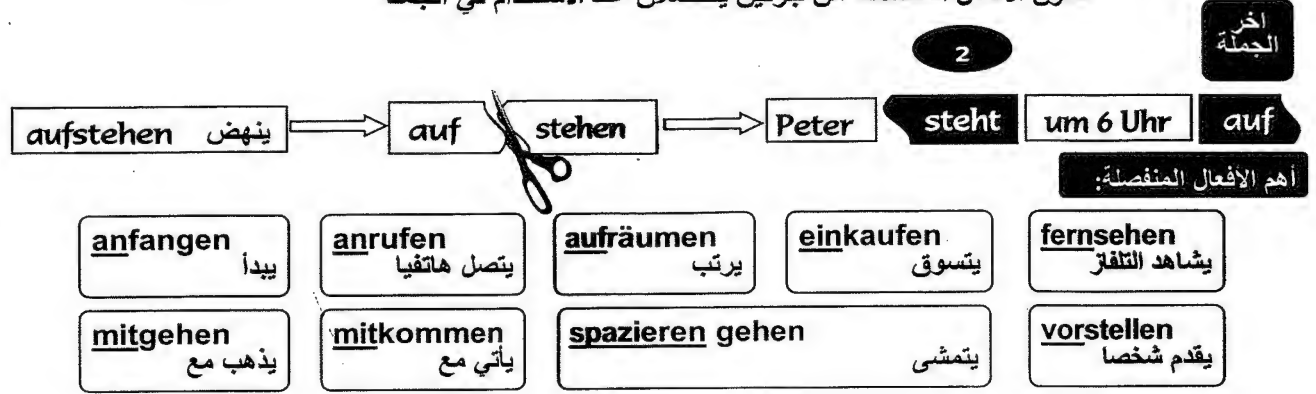 اخر
الجملة
2
aufstehen ينهض
auf
stehen
Peter
steht
um 6 Uhr
auf
أهم الأفعال المنفصلة:
anfangen
يبدأ
anrufen
يتصل هاتفيا
aufräumen
يرتب
einkaufen
يتسوق
fernsehen
يشاهد التلفاز
mitgehen
يذهب مع
mitkommen
يأتي مع
spazieren gehen
يتمشى
vorstellen
يقدم شخصا